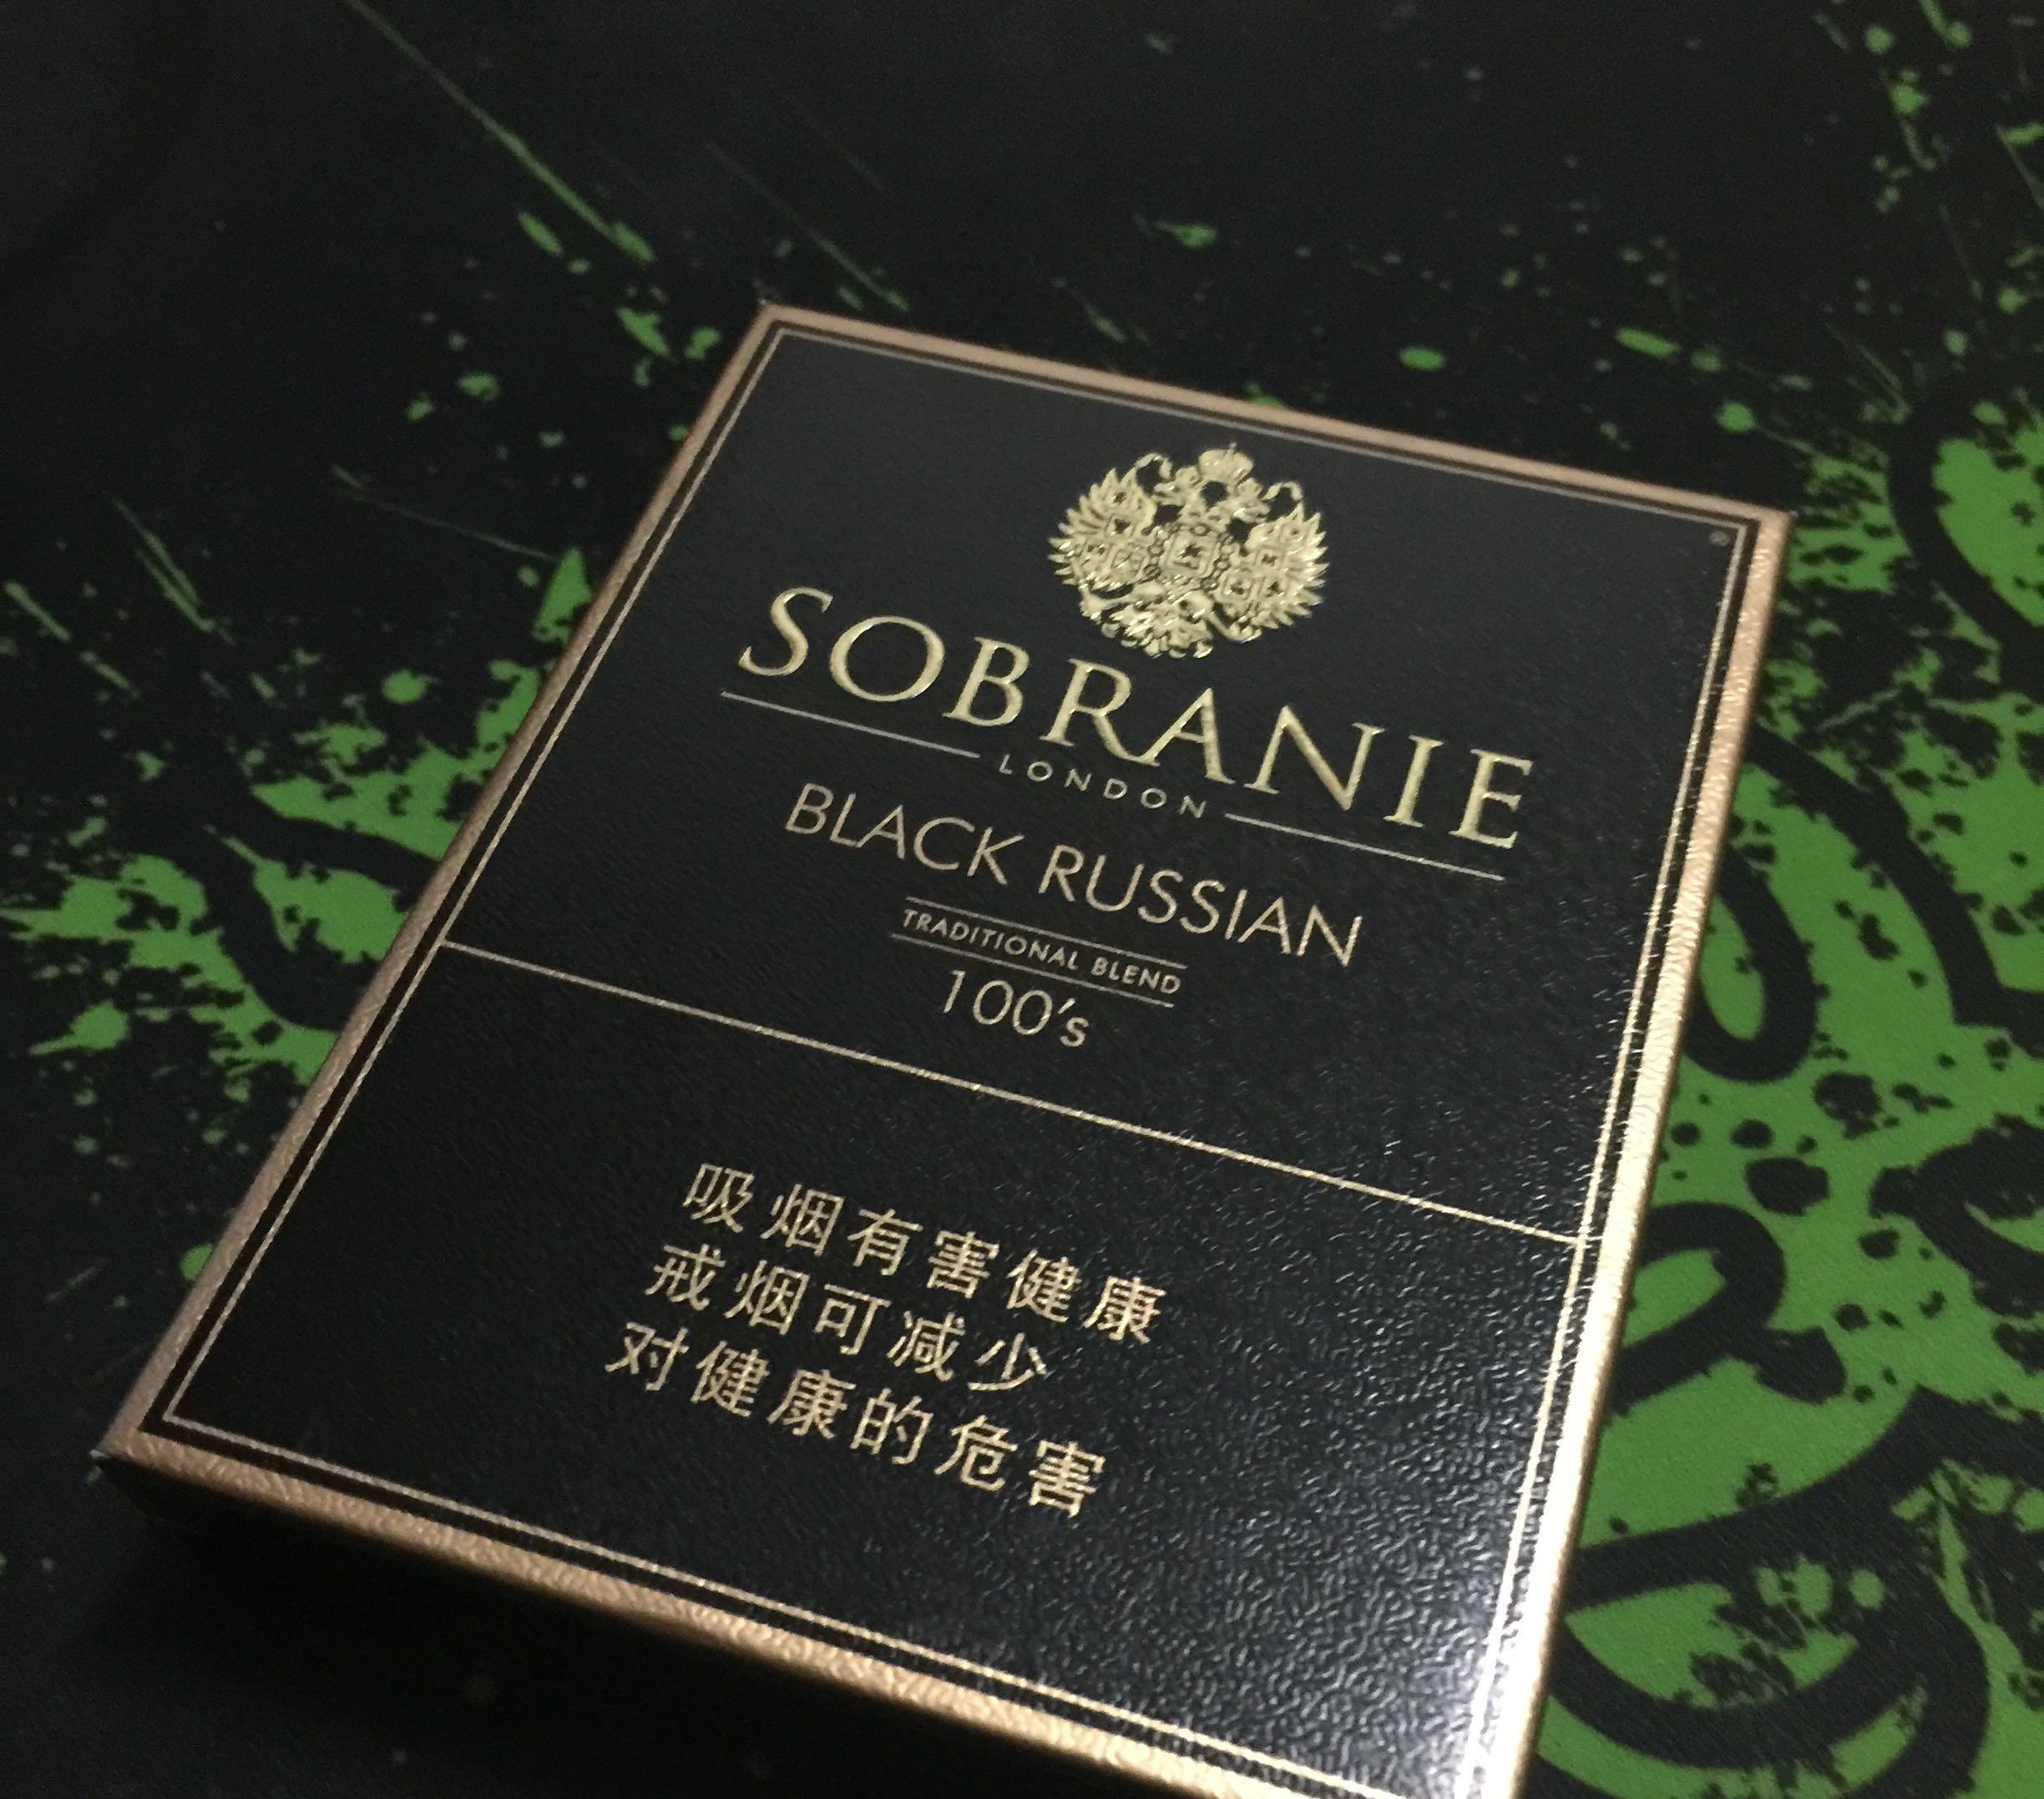 SOBRANIE
LONDON
BLACK RUSSIAN
TRADITIONAL BLEND
100's
吸烟有害健康
戒烟可减少
对健康的危害